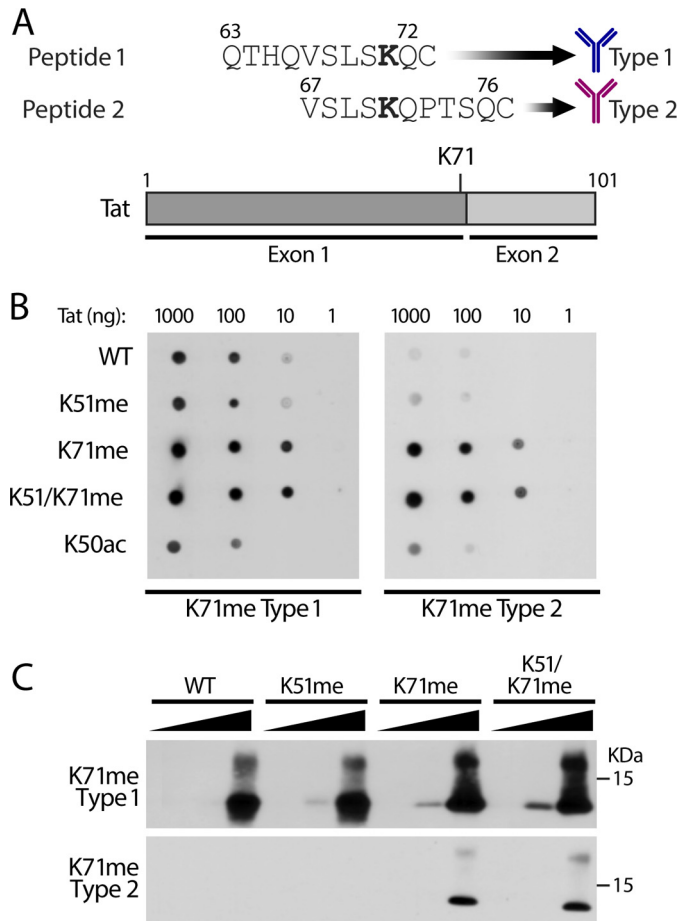 A
63 72
Peptide 1 QTHQVSLSKQC Type 1
67 76
Peptide 2 VSLSKQPTSQC Type 2
K71
1 101
Tat
Exon 1 Exon 2
B
Tat (ng): 1000 100 10 1 1000 100 10 1
WT
K51me
K71me
K51/K71me
K50ac
K71me Type 1 K71me Type 2
C
WT K51me K71me K51/
K71me
KDa
K71me
Type 1
15
K71me
Type 2
15